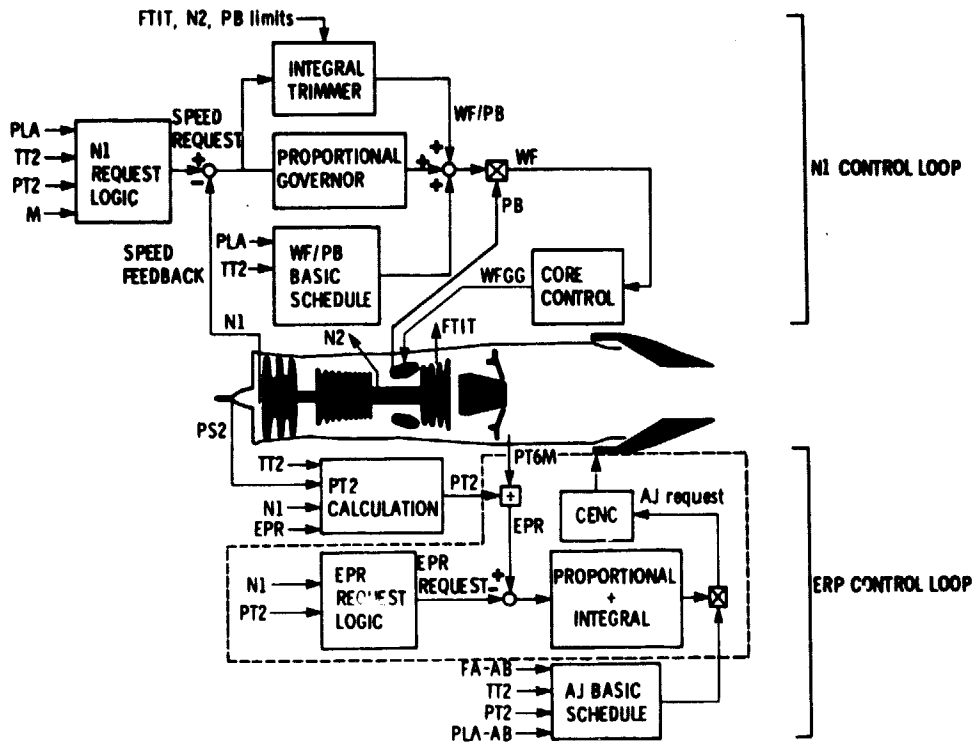 FTIT, N2, PB limits
INTEGRAL
TRIMMER
SPEED
REQUEST
WF/PB
PLA
TT2
PT2
M
N1
REQUEST
LOGIC
+
-
PROPORTIONAL
GOVERNOR
+
+
+
WF
PB
N1 CONTROL LOOP
SPEED
FEEDBACK
PLA
TT2
WF/PB
BASIC
SCHEDULE
WFGG
CORE
CONTROL
N1
N2
FTIT
PS2
TT2
N1
EPR
PT2
CALCULATION
PT2
PT6M
÷
EPR
CENC
AJ request
N1
PT2
EPR
REQUEST
LOGIC
EPR
REQUEST
+
-
PROPORTIONAL
+
INTEGRAL
ERP CONTROL LOOP
FA-AB
TT2
PT2
PLA-AB
AJ BASIC
SCHEDULE